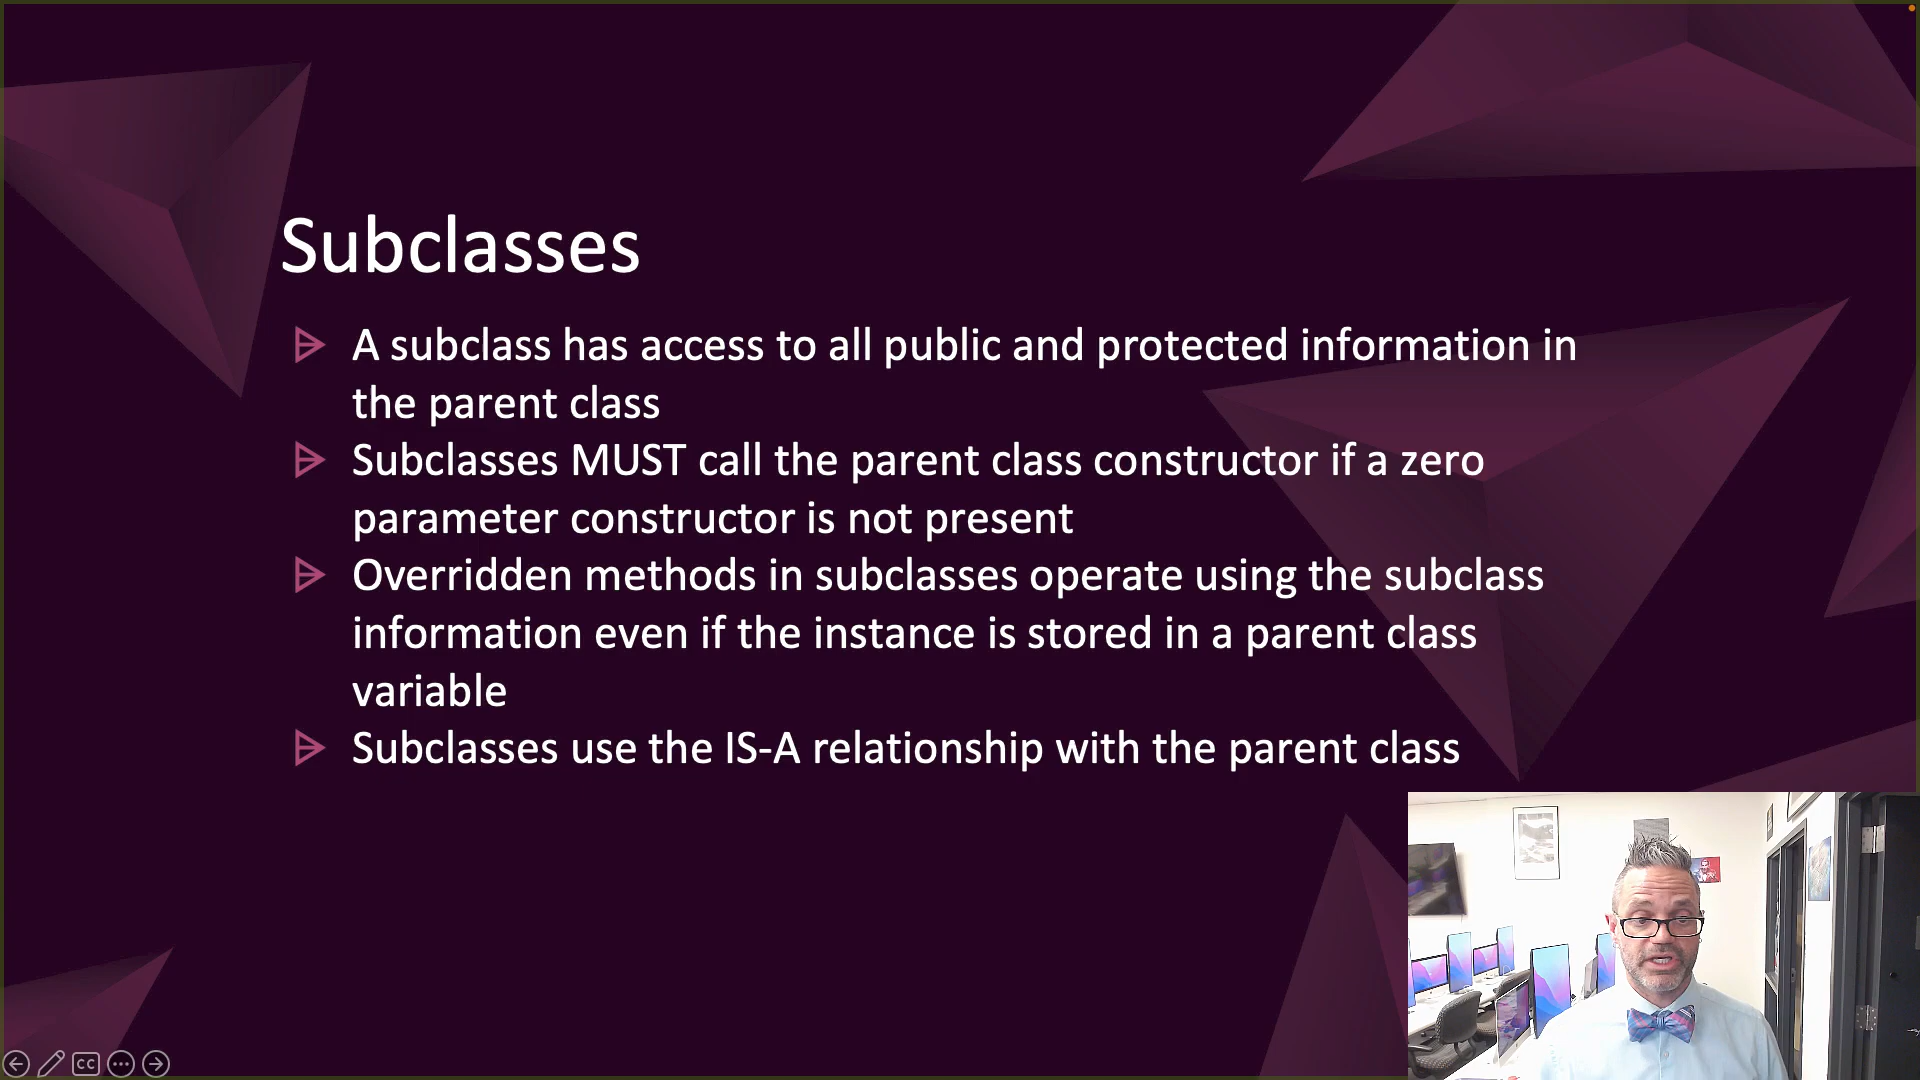 Subclasses
A subclass has access to all public and protected information in
the parent class
Subclasses MUST call the parent class constructor if a zero
parameter constructor is not present
Overridden methods in subclasses operate using the subclass
information even if the instance is stored in a parent class
variable
Subclasses use the IS-A relationship with the parent class
CC